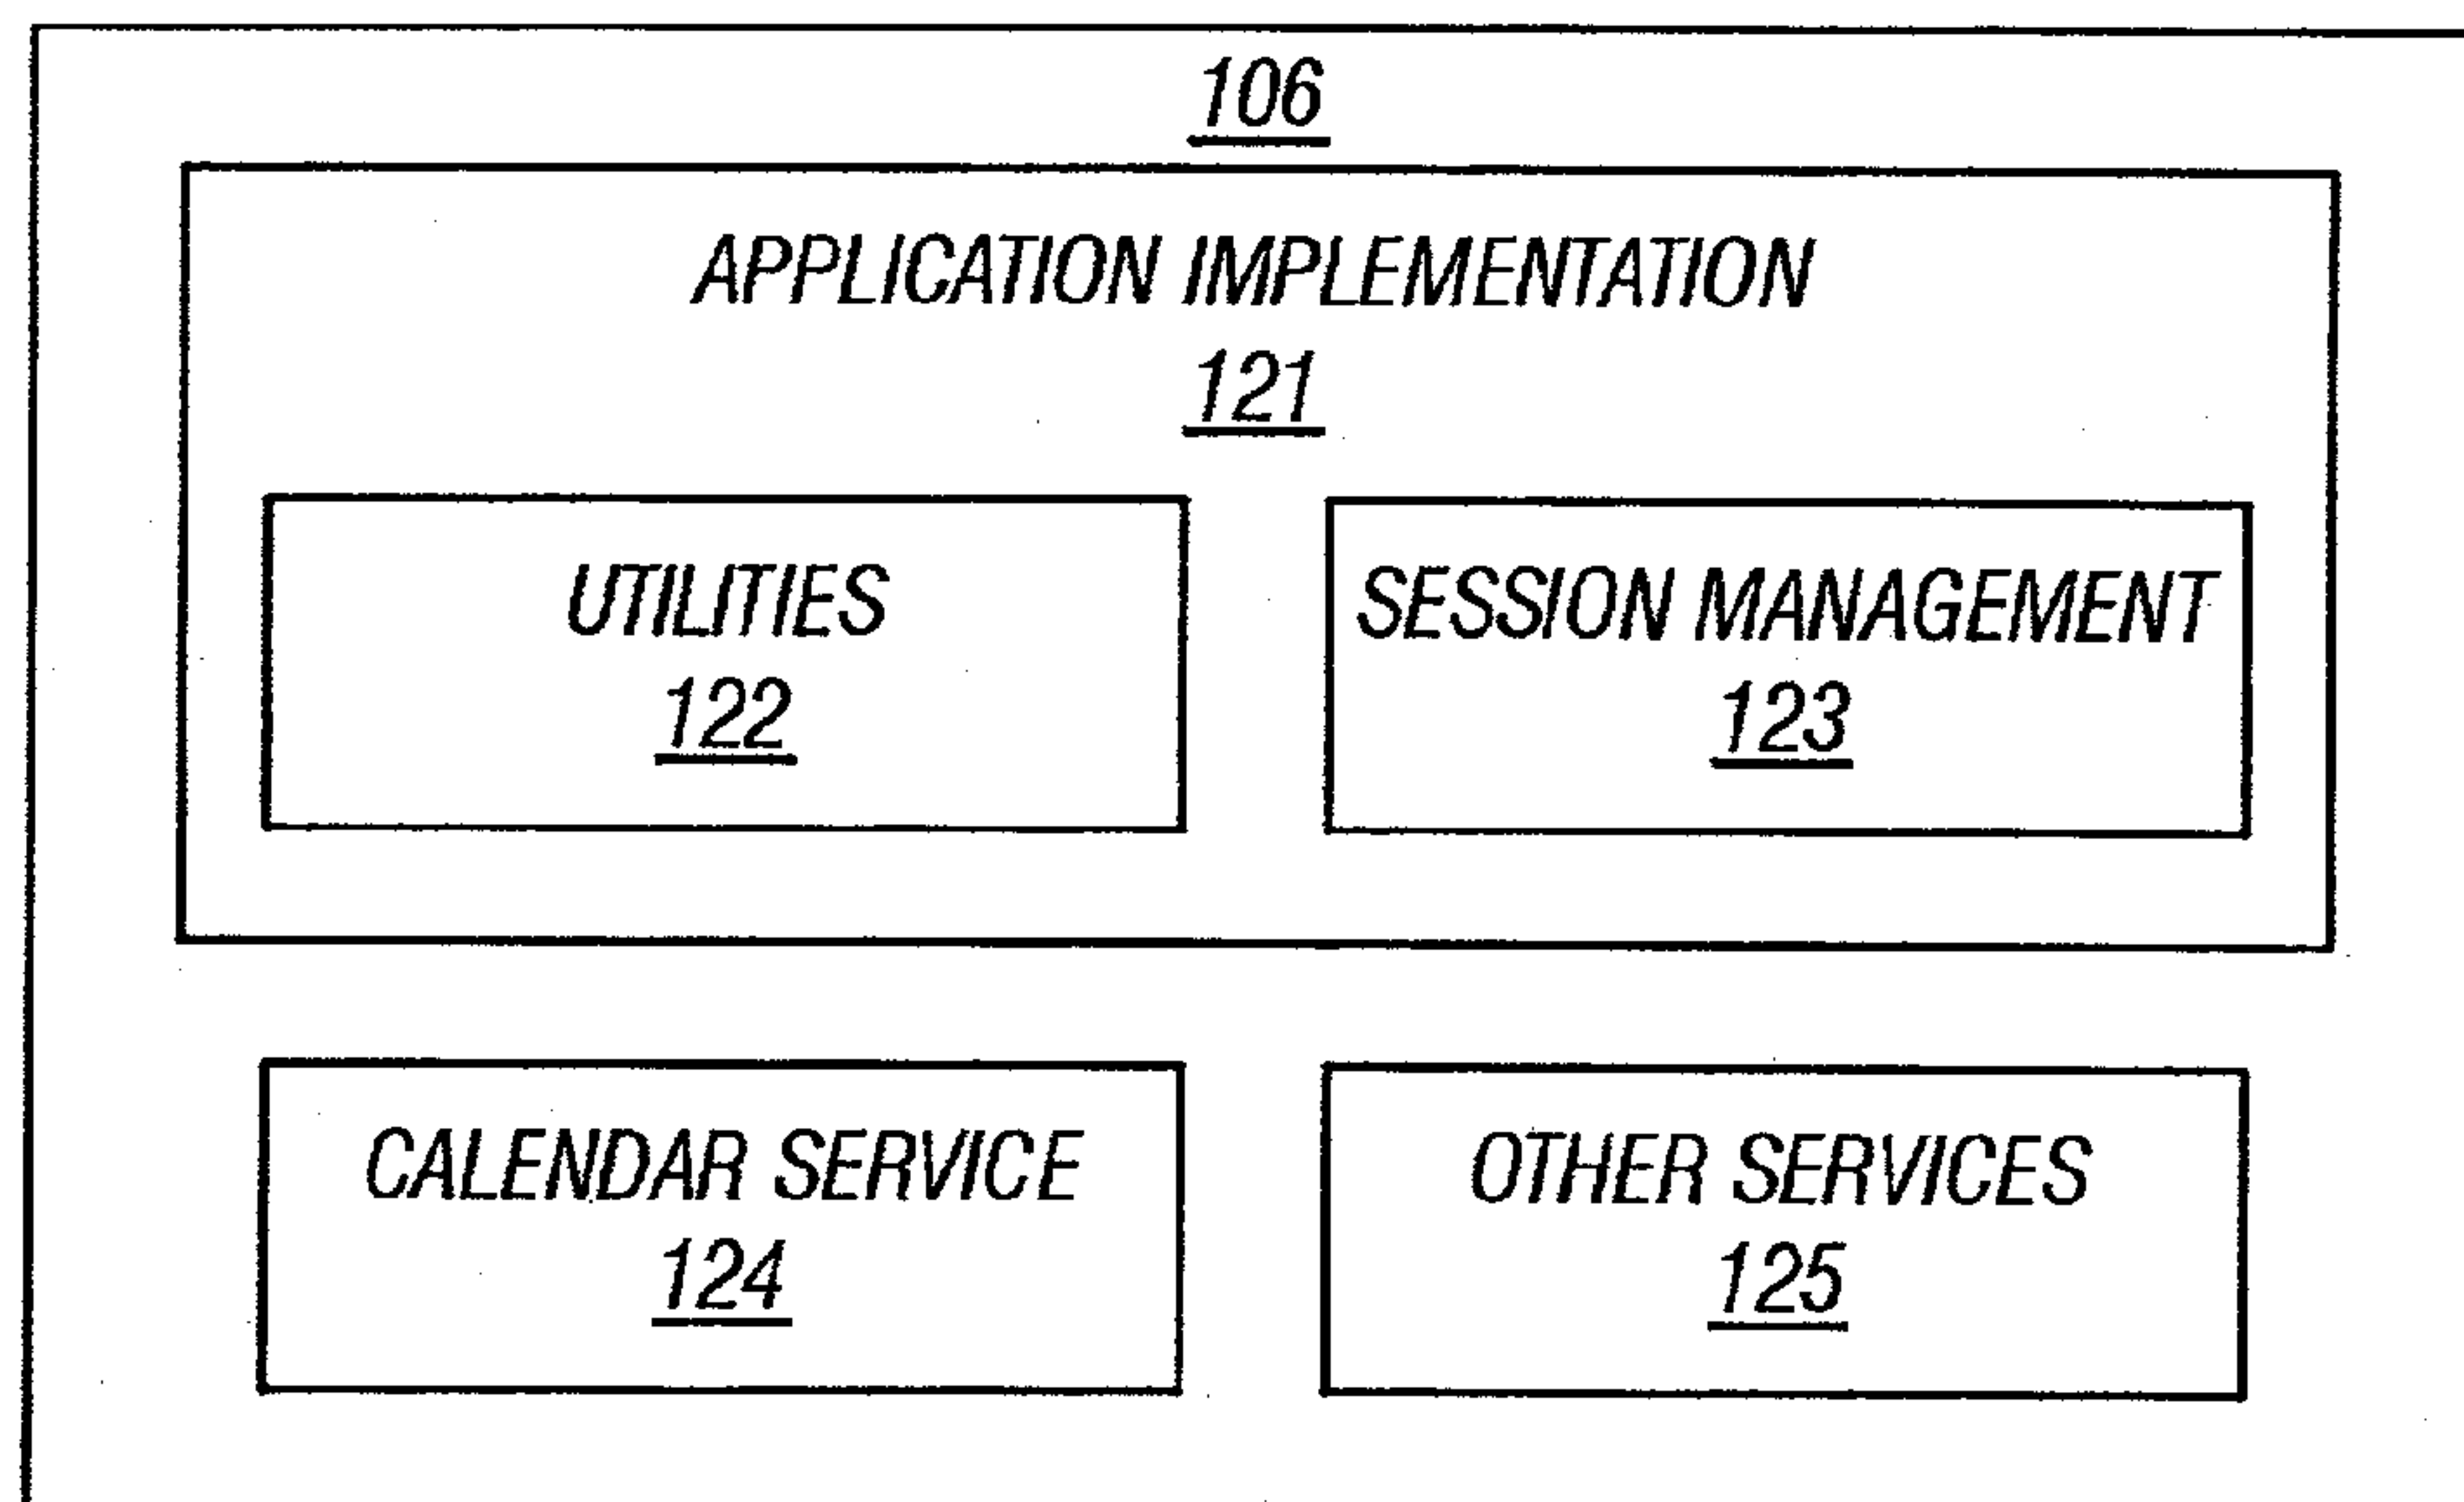 106
APPLICATION IMPLEMENTATION
121
UTILITIES
122
SESSION MANAGEMENT
123
CALENDAR SERVICE
124
OTHER SERVICES
125